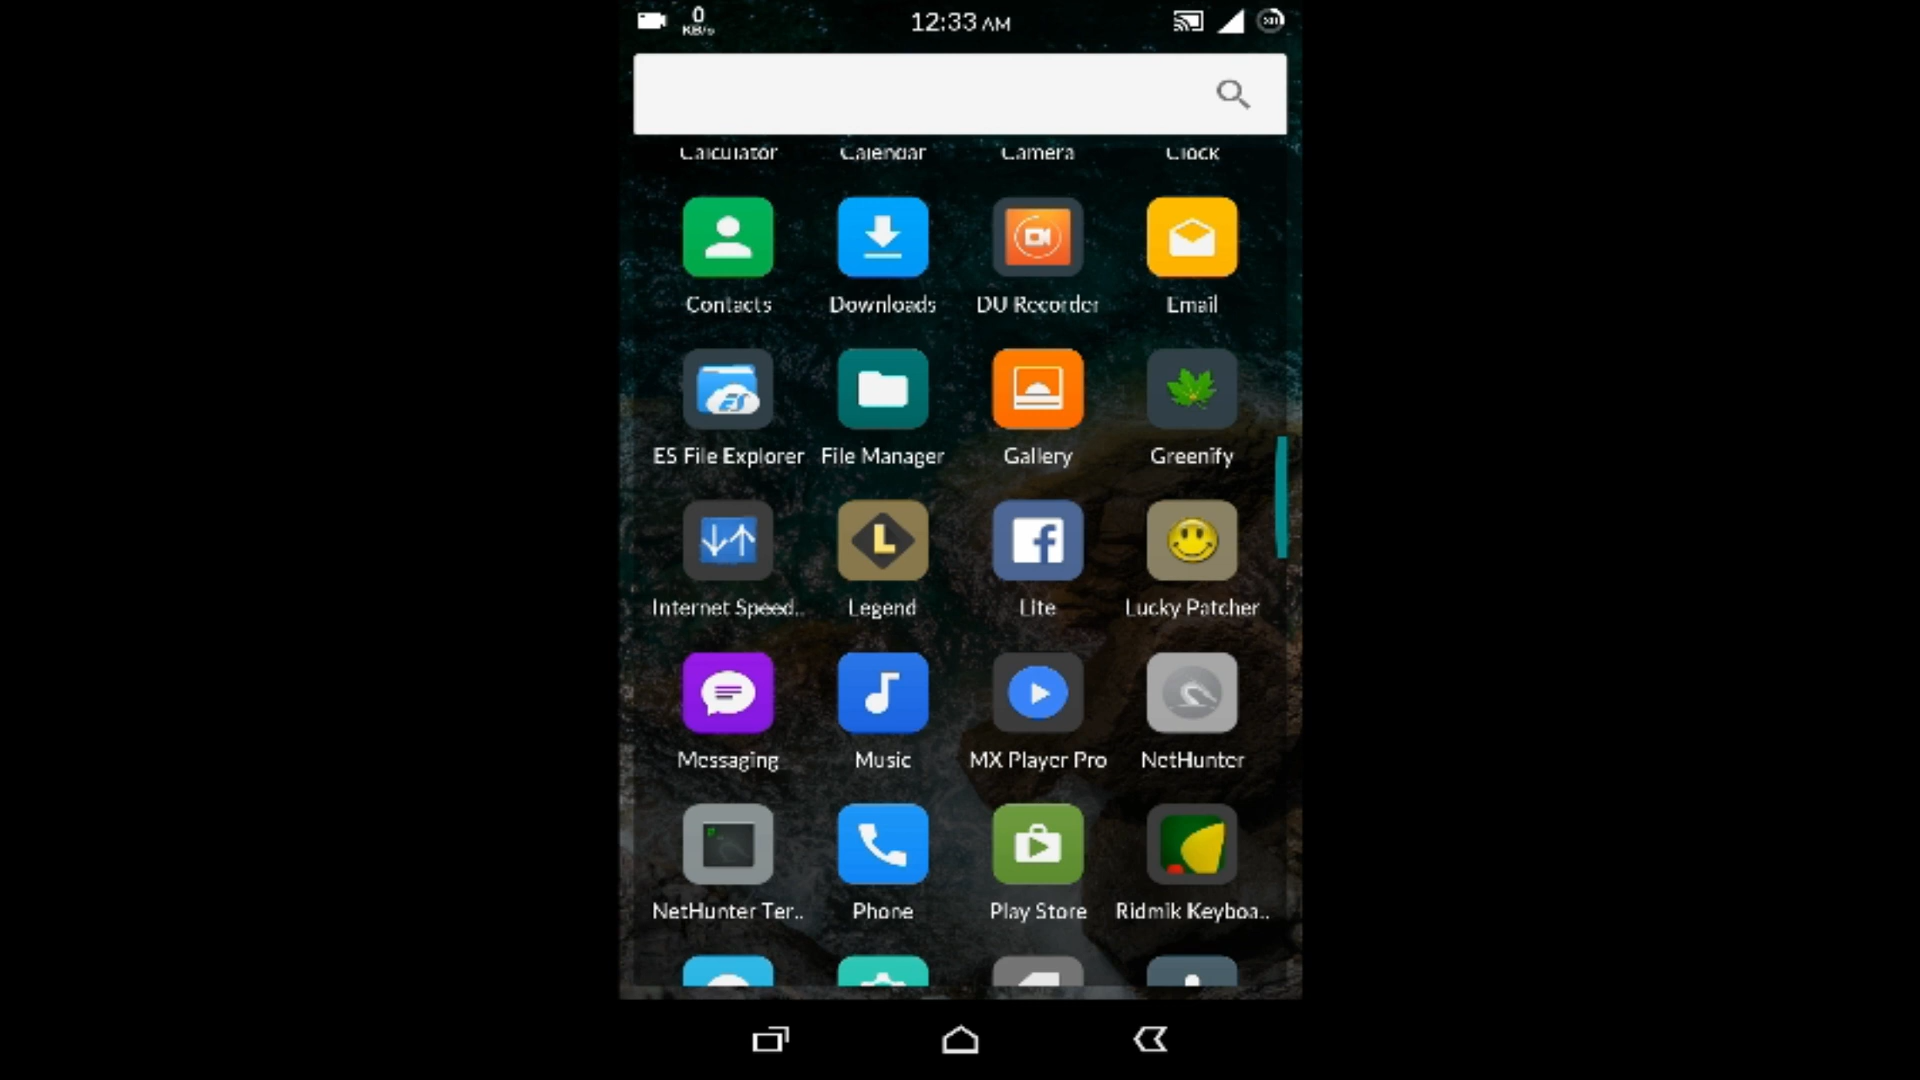 0
KB/s
12:33 AM
Calculator Calendar Camera Clock
Contacts Downloads DU Recorder Email
ES File Explorer File Manager Gallery Greenify
Internet Speed.. Legend Lite Lucky Patcher
Messaging Music MX Player Pro NetHunter
NetHunter Ter.. Phone Play Store Ridmik Keyboa..